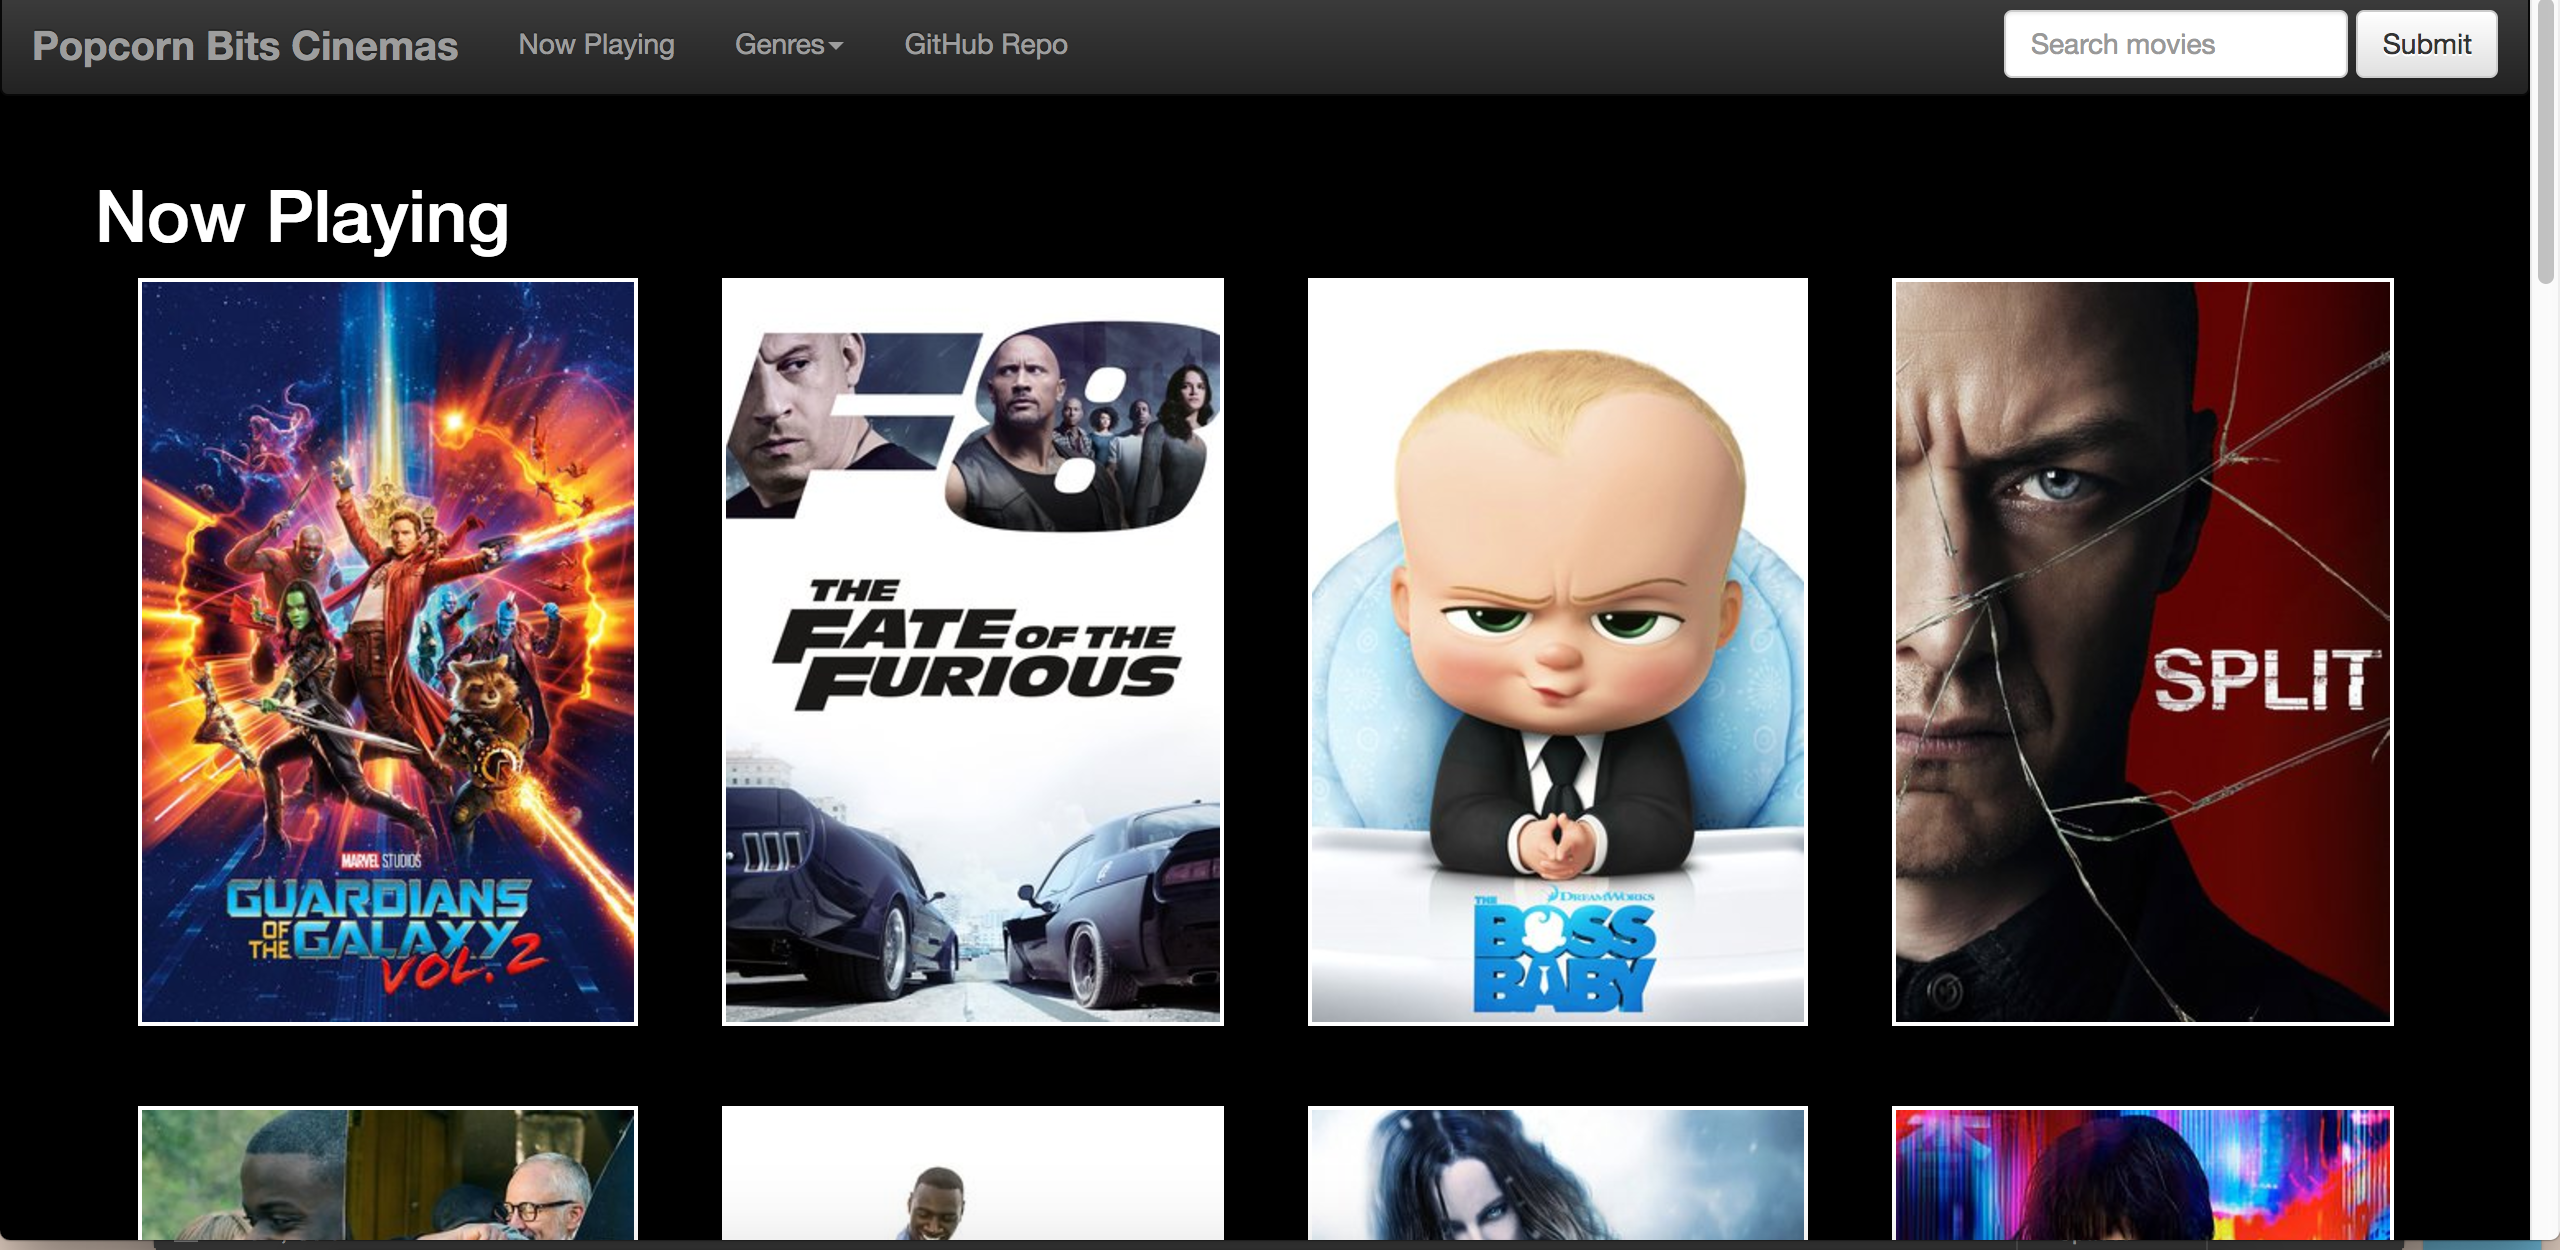 Popcorn Bits Cinemas Now Playing Genres GitHub Repo Search movies Submit
Now Playing
MARVEL STUDIOS
GUARDIANS
OF THE GALAXY
VOL. 2
F8
THE
FATE OF THE
FURIOUS
DREAMWORKS
THE
BOSS
BABY
SPLIT